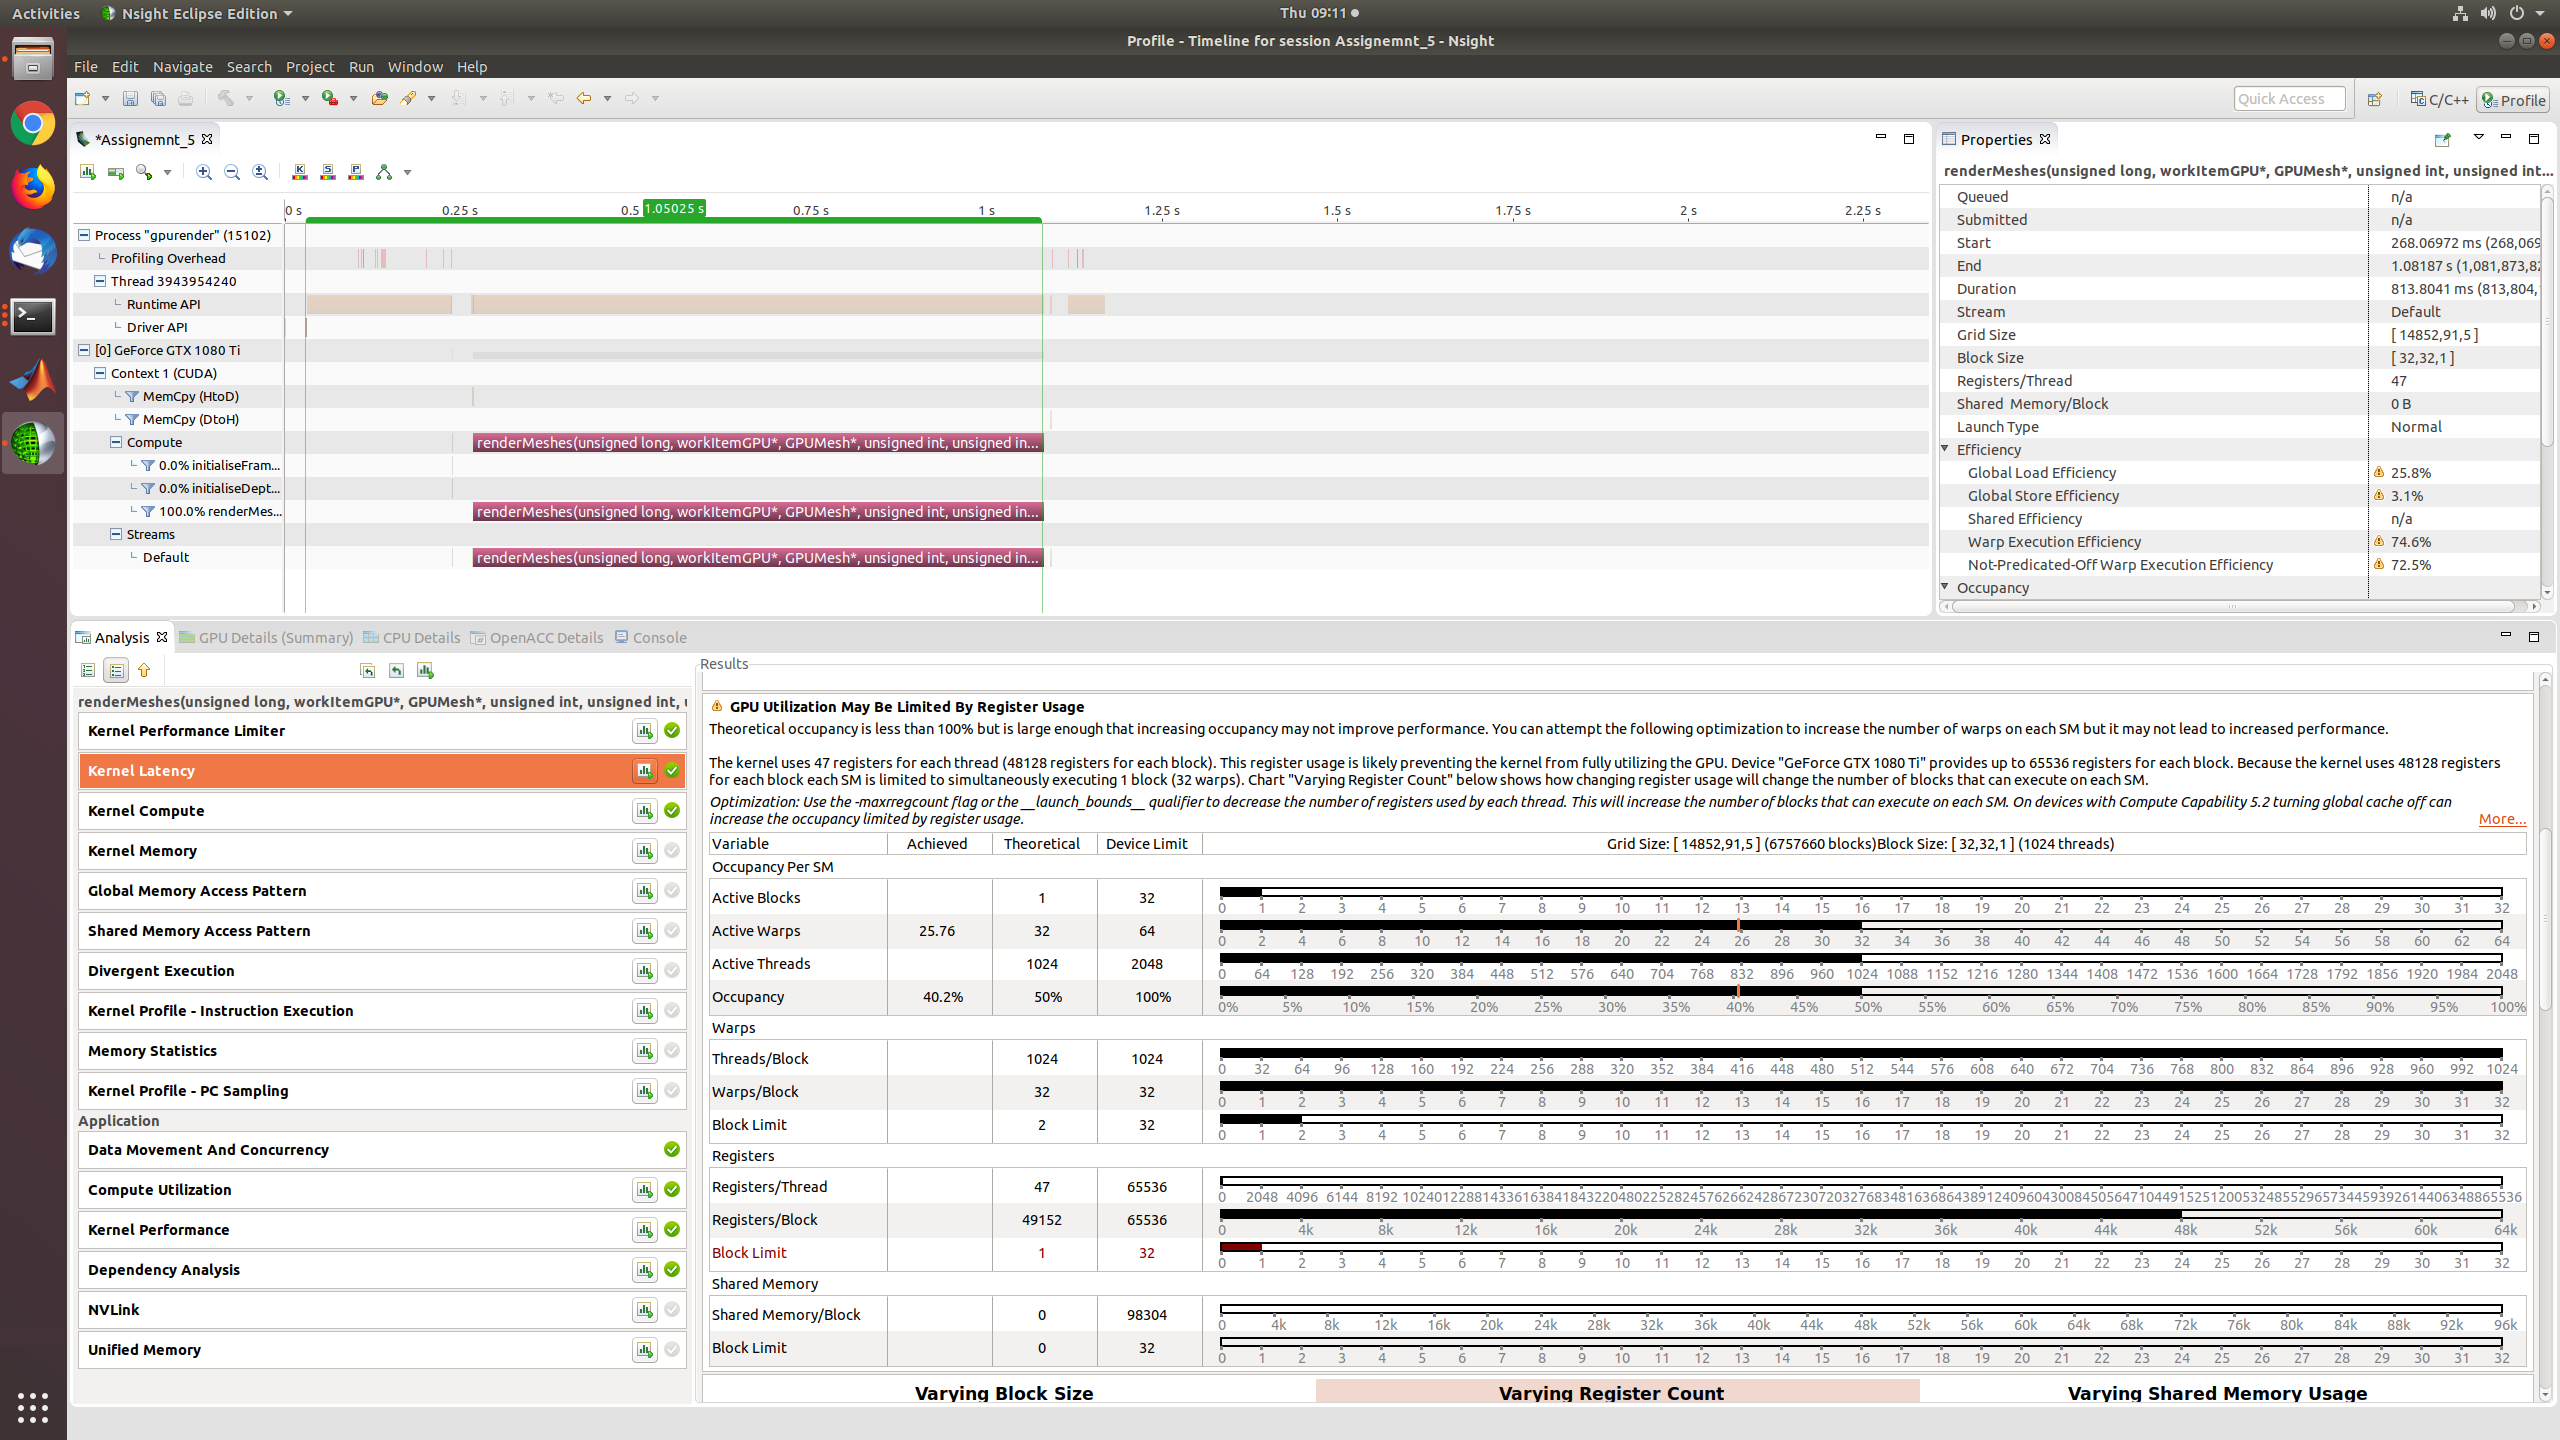 Activities
Nsight Eclipse Edition
Thu 09:11
Profile - Timeline for session Assignemnt_5 - Nsight
File Edit Navigate Search Project Run Window Help
Quick Access
C/C++
Profile
*Assignemnt_5
0 s 0.25 s 0.5 1.05025 s 0.75 s 1 s 1.25 s 1.5 s 1.75 s 2 s 2.25 s
Process "gpurender" (15102)
Profiling Overhead
Thread 3943954240
Runtime API
Driver API
[0] GeForce GTX 1080 Ti
Context 1 (CUDA)
MemCpy (HtoD)
MemCpy (DtoH)
Compute
renderMeshes(unsigned long, workItemGPU*, GPUMesh*, unsigned int, unsigned in...
0.0% initialiseFram...
0.0% initialiseDept...
100.0% renderMes...
renderMeshes(unsigned long, workItemGPU*, GPUMesh*, unsigned int, unsigned in...
Streams
Default
renderMeshes(unsigned long, workItemGPU*, GPUMesh*, unsigned int, unsigned in...
Properties
renderMeshes(unsigned long, workItemGPU*, GPUMesh*, unsigned int, unsigned int...
Queued n/a
Submitted n/a
Start 268.06972 ms (268,069
End 1.08187 s (1,081,873,82
Duration 813.8041 ms (813,804,
Stream Default
Grid Size [ 14852,91,5 ]
Block Size [ 32,32,1 ]
Registers/Thread 47
Shared Memory/Block 0 B
Launch Type Normal
Efficiency
Global Load Efficiency 25.8%
Global Store Efficiency 3.1%
Shared Efficiency n/a
Warp Execution Efficiency 74.6%
Not-Predicated-Off Warp Execution Efficiency 72.5%
Occupancy
Analysis
GPU Details (Summary)
CPU Details
OpenACC Details
Console
renderMeshes(unsigned long, workItemGPU*, GPUMesh*, unsigned int, unsigned int,
Kernel Performance Limiter
Kernel Latency
Kernel Compute
Kernel Memory
Global Memory Access Pattern
Shared Memory Access Pattern
Divergent Execution
Kernel Profile - Instruction Execution
Memory Statistics
Kernel Profile - PC Sampling
Application
Data Movement And Concurrency
Compute Utilization
Kernel Performance
Dependency Analysis
NVLink
Unified Memory
Results
GPU Utilization May Be Limited By Register Usage
Theoretical occupancy is less than 100% but is large enough that increasing occupancy may not improve performance. You can attempt the following optimization to increase the number of warps on each SM but it may not lead to increased performance.
The kernel uses 47 registers for each thread (48128 registers for each block). This register usage is likely preventing the kernel from fully utilizing the GPU. Device "GeForce GTX 1080 Ti" provides up to 65536 registers for each block. Because the kernel uses 48128 registers
for each block each SM is limited to simultaneously executing 1 block (32 warps). Chart "Varying Register Count" below shows how changing register usage will change the number of blocks that can execute on each SM.
Optimization: Use the -maxrregcount flag or the __launch_bounds__ qualifier to decrease the number of registers used by each thread. This will increase the number of blocks that can execute on each SM. On devices with Compute Capability 5.2 turning global cache off can
increase the occupancy limited by register usage.
More...
Variable Achieved Theoretical Device Limit Grid Size: [ 14852,91,5 ] (6757660 blocks)Block Size: [ 32,32,1 ] (1024 threads)
Occupancy Per SM
Active Blocks 1 32
0 1 2 3 4 5 6 7 8 9 10 11 12 13 14 15 16 17 18 19 20 21 22 23 24 25 26 27 28 29 30 31 32
Active Warps 25.76 32 64
0 2 4 6 8 10 12 14 16 18 20 22 24 26 28 30 32 34 36 38 40 42 44 46 48 50 52 54 56 58 60 62 64
Active Threads 1024 2048
0 64 128 192 256 320 384 448 512 576 640 704 768 832 896 960 1024 1088 1152 1216 1280 1344 1408 1472 1536 1600 1664 1728 1792 1856 1920 1984 2048
Occupancy 40.2% 50% 100%
0% 5% 10% 15% 20% 25% 30% 35% 40% 45% 50% 55% 60% 65% 70% 75% 80% 85% 90% 95% 100%
Warps
Threads/Block 1024 1024
0 32 64 96 128 160 192 224 256 288 320 352 384 416 448 480 512 544 576 608 640 672 704 736 768 800 832 864 896 928 960 992 1024
Warps/Block 32 32
0 1 2 3 4 5 6 7 8 9 10 11 12 13 14 15 16 17 18 19 20 21 22 23 24 25 26 27 28 29 30 31 32
Block Limit 2 32
0 1 2 3 4 5 6 7 8 9 10 11 12 13 14 15 16 17 18 19 20 21 22 23 24 25 26 27 28 29 30 31 32
Registers
Registers/Thread 47 65536
0 2048 4096 6144 8192 10240122881433616384184322048022528245762662428672307203276834816368643891240960430084505647104491525120053248552965734459392614406348865536
Registers/Block 49152 65536
0 4k 8k 12k 16k 20k 24k 28k 32k 36k 40k 44k 48k 52k 56k 60k 64k
Block Limit 1 32
0 1 2 3 4 5 6 7 8 9 10 11 12 13 14 15 16 17 18 19 20 21 22 23 24 25 26 27 28 29 30 31 32
Shared Memory
Shared Memory/Block 0 98304
0 4k 8k 12k 16k 20k 24k 28k 32k 36k 40k 44k 48k 52k 56k 60k 64k 68k 72k 76k 80k 84k 88k 92k 96k
Block Limit 0 32
0 1 2 3 4 5 6 7 8 9 10 11 12 13 14 15 16 17 18 19 20 21 22 23 24 25 26 27 28 29 30 31 32
Varying Block Size Varying Register Count Varying Shared Memory Usage